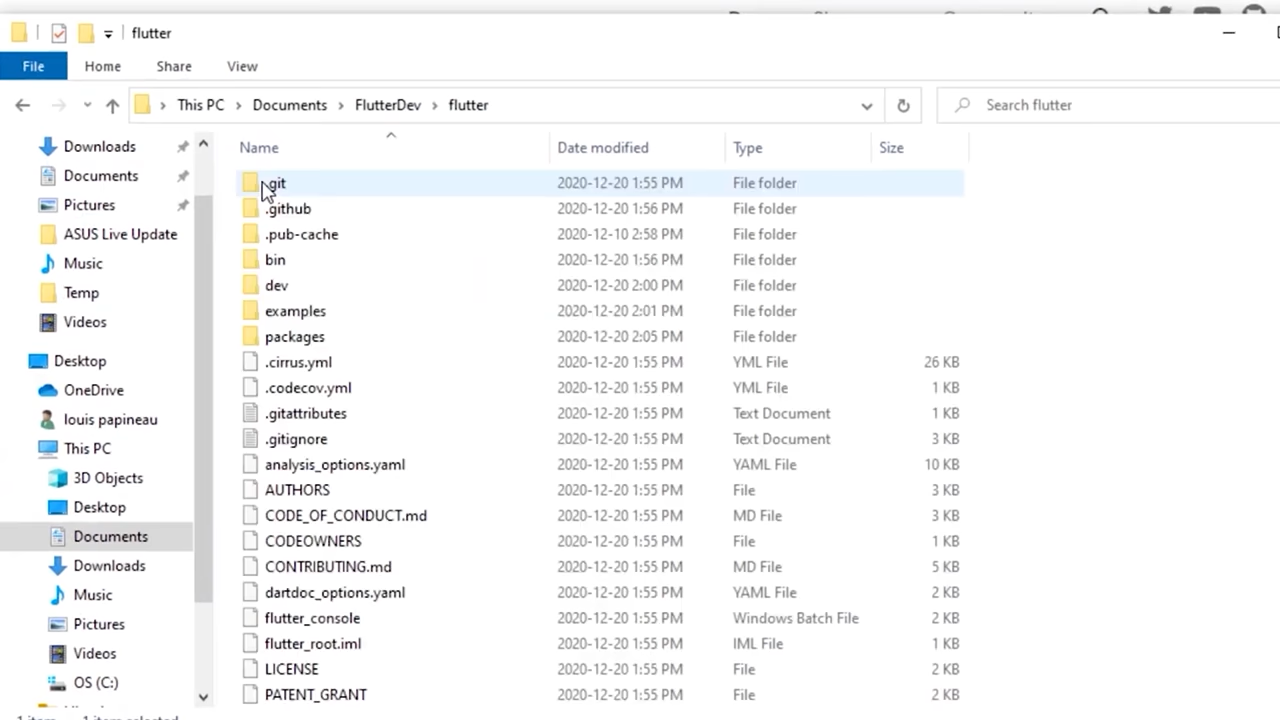 flutter
File Home Share View
This PC Documents FlutterDev flutter Search flutter
Downloads
Documents
Pictures
ASUS Live Update
Music
Temp
Videos
Desktop
OneDrive
louis papineau
This PC
3D Objects
Desktop
Documents
Downloads
Music
Pictures
Videos
OS (C:)
Name Date modified Type Size
.git 2020-12-20 1:55 PM File folder
.github 2020-12-20 1:56 PM File folder
.pub-cache 2020-12-10 2:58 PM File folder
bin 2020-12-20 1:56 PM File folder
dev 2020-12-20 2:00 PM File folder
examples 2020-12-20 2:01 PM File folder
packages 2020-12-20 2:05 PM File folder
.cirrus.yml 2020-12-20 1:55 PM YML File 26 KB
.codecov.yml 2020-12-20 1:55 PM YML File 1 KB
.gitattributes 2020-12-20 1:55 PM Text Document 1 KB
.gitignore 2020-12-20 1:55 PM Text Document 3 KB
analysis_options.yaml 2020-12-20 1:55 PM YAML File 10 KB
AUTHORS 2020-12-20 1:55 PM File 3 KB
CODE_OF_CONDUCT.md 2020-12-20 1:55 PM MD File 3 KB
CODEOWNERS 2020-12-20 1:55 PM File 1 KB
CONTRIBUTING.md 2020-12-20 1:55 PM MD File 5 KB
dartdoc_options.yaml 2020-12-20 1:55 PM YAML File 2 KB
flutter_console 2020-12-20 1:55 PM Windows Batch File 2 KB
flutter_root.iml 2020-12-20 1:55 PM IML File 1 KB
LICENSE 2020-12-20 1:55 PM File 2 KB
PATENT_GRANT 2020-12-20 1:55 PM File 2 KB
1 item 1 item selected